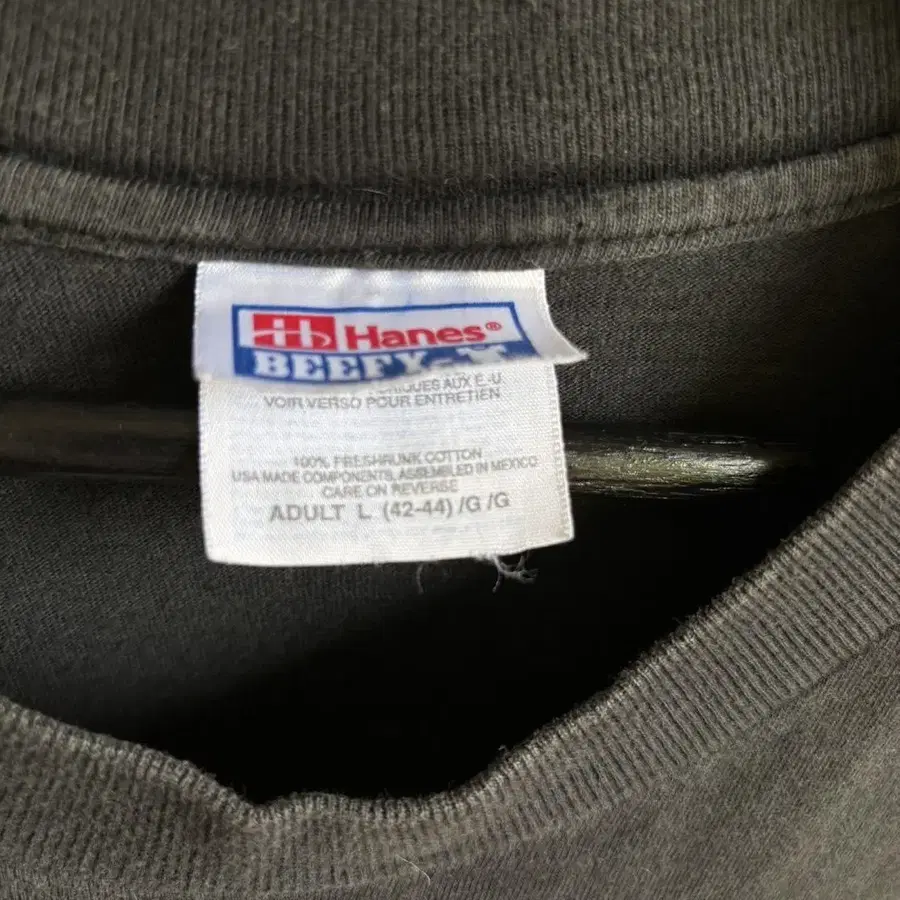 Hanes®
BEEFY-T
AUX E.-U.
VOIR VERSO POUR ENTRETIEN
100% PRESHRUNK COTTON
USA MADE COMPONENTS, ASSEMBLED IN MEXICO
CARE ON REVERSE
ADULT L (42-44) /G /G